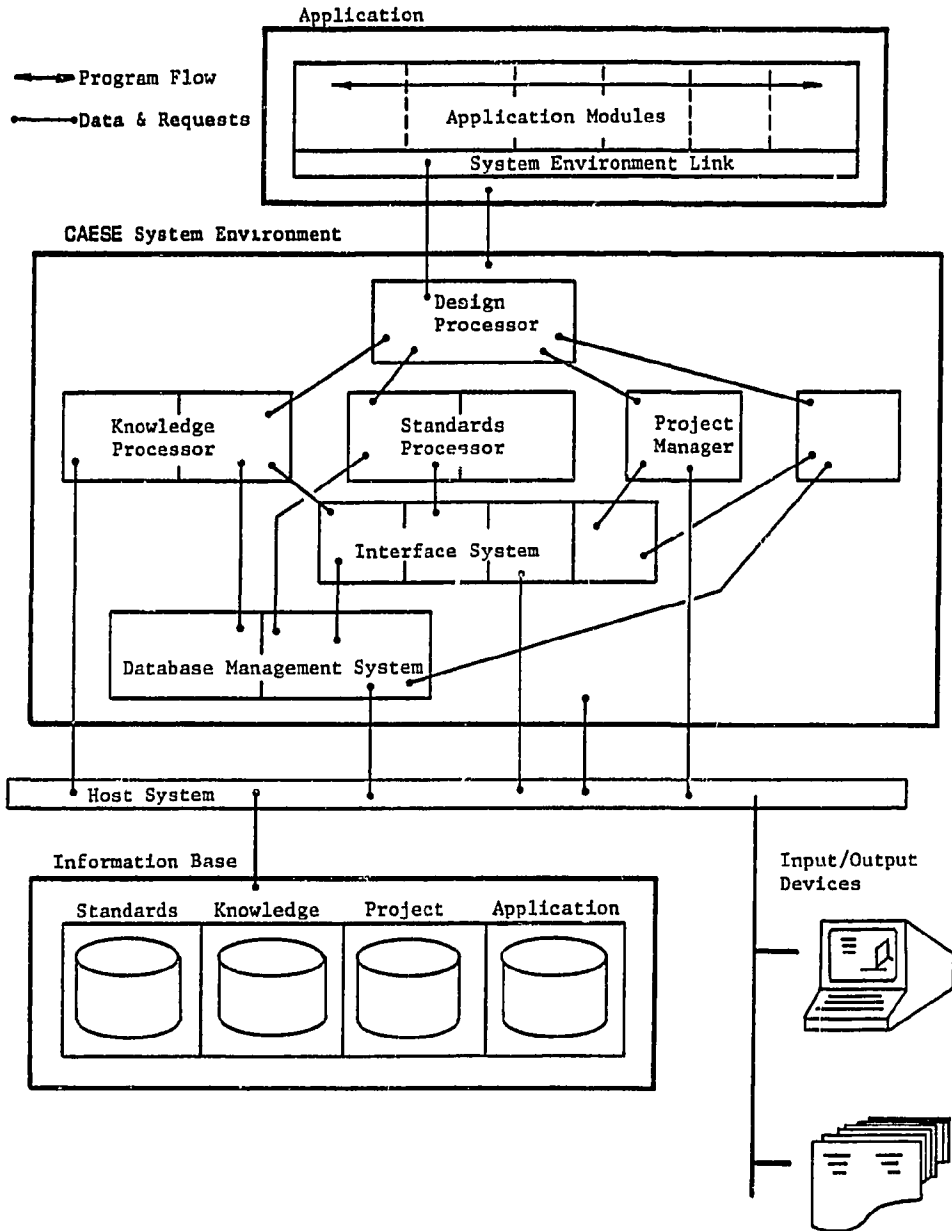 Application
Program Flow
Data & Requests
Application Modules
System Environment Link
CAESE System Environment
Design
Processor
Knowledge
Processor
Standards
Processor
Project
Manager
Interface System
Database Management System
Host System
Information Base
Standards
Knowledge
Project
Application
Input/Output
Devices